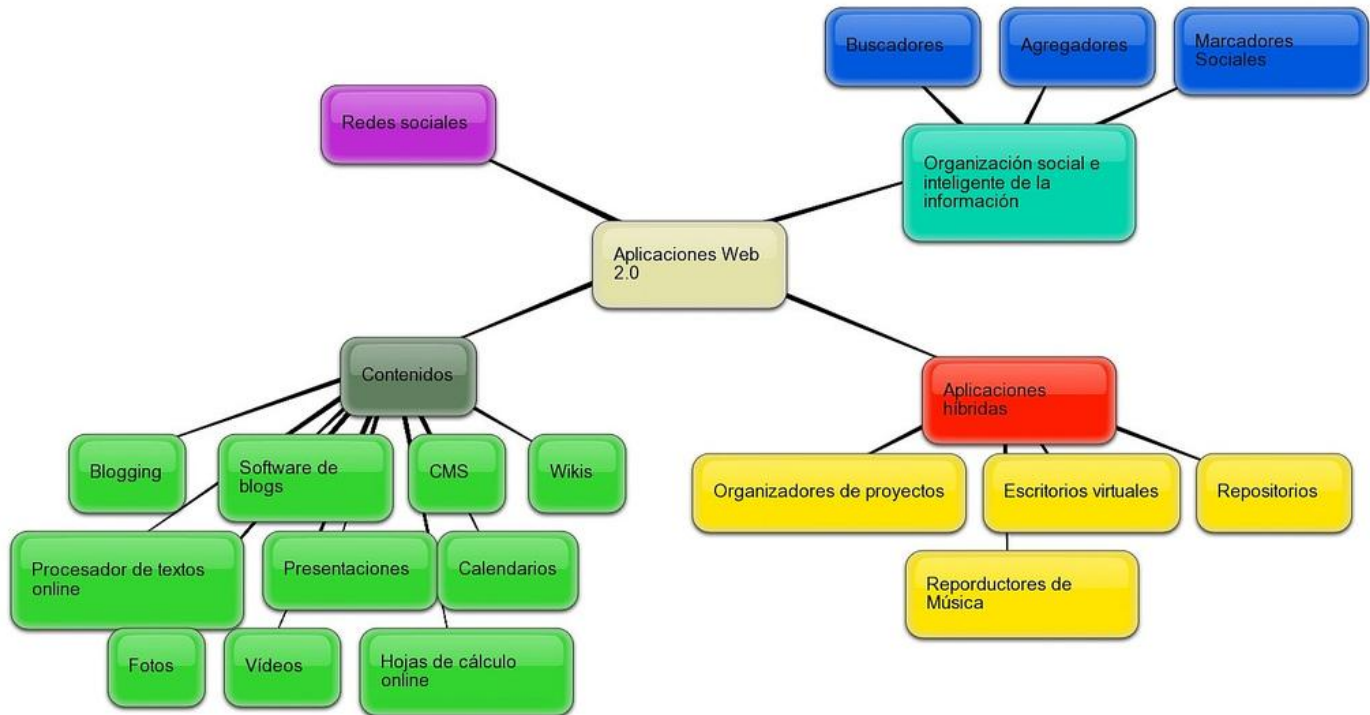 Buscadores
Agregadores
Marcadores
Sociales
Redes sociales
Organización social e
inteligente de la
información
Aplicaciones Web
2.0
Contenidos
Aplicaciones
híbridas
Blogging
Software de
blogs
CMS
Wikis
Organizadores de proyectos
Escritorios virtuales
Repositorios
Procesador de textos
online
Presentaciones
Calendarios
Reporductores de
Música
Fotos
Vídeos
Hojas de cálculo
online